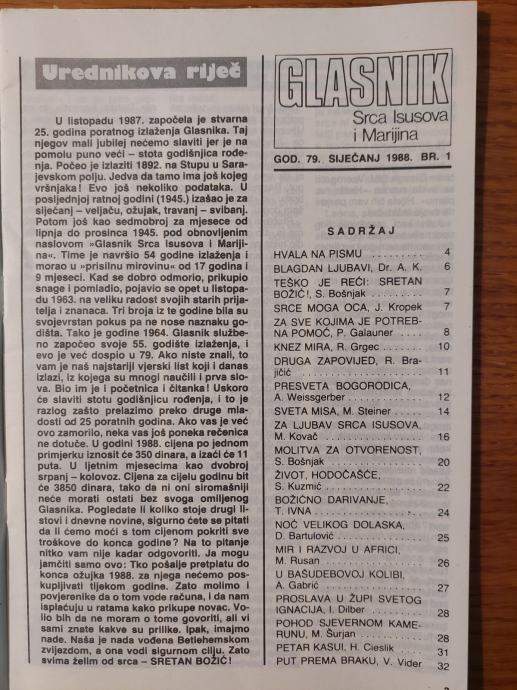 Urednikova riječ
U listopadu 1987. započela je stvarna
25. godina poratnog izlaženja Glasnika. Taj
njegov mali jubilej nećemo slaviti jer je na
pomolu puno veći – stota godišnjica rođe-
nja. Počeo je izlaziti 1892. na Stupu u Sara-
jevskom polju. Jedva da tamo ima još kojeg
vršnjaka! Evo još nekoliko podataka. U
posljednjoj ratnoj godini (1945.) izašao je za
siječanj – veljaču, ožujak, travanj – svibanj.
Potom još kao sedmobroj za mjesece od
lipnja do prosinca 1945. pod obnovljenim
naslovom »Glasnik Srca Isusova i Mariji-
na«. Time je navršio 54 godine izlaženja i
morao u »prisilnu mirovinu« od 17 godina i
9 mjeseci. Kad se dobro odmorio, prikupio
snage i pomladio, pojavio se opet u listopa-
du 1963. na veliku radost svojih starih prija-
telja i znanaca. Tri broja iz te godine bila su
svojevrstan pokus pa ne nose naznaku go-
dišta. Tako je godine 1964. Glasnik službe-
no započeo svoje 55. godište izlaženja, i
evo je već dospio u 79. Ako niste znali, to
vam je naš najstariji vjerski list koji i danas
izlazi, iz kojega su mnogi naučili i prva slo-
va. Bio im je i početnica i čitanka! Uskoro
će slaviti stotu godišnjicu rođenja, i to je
razlog zašto prelazimo preko druge mla-
dosti od 25 poratnih godina. Ako vas je već
ovo zamorilo, neka vas još poneka rečenica
ne dotuče. U godini 1988. cijena po jednom
primjerku iznosit će 350 dinara, a izaći će 11
puta. U ljetnim mjesecima kao dvobroj
srpanj – kolovoz. Cijena za cijelu godinu bit
će 3850 dinara, tako da ni oni siromašniji
neće morati ostati bez svoga omiljenog
Glasnika. Pogledate li koliko stoje drugi li-
stovi i dnevne novine, sigurno ćete se pitati
da li ćemo moći s tom cijenom pokriti sve
troškove do konca godine? Na to pitanje
nitko vam nije kadar odgovoriti. Ja mogu
jamčiti samo ovo: Tko pošalje pretplatu do
konca ožujka 1988. za njega nećemo pos-
kupljivati tijekom godine. Zato molimo i
povjerenike da o tom vode računa, i da nam
isplaćuju u ratama kako prikupe novac. Vo-
lio bih da ne moram o tome govoriti, ali vi
sami znate kakve su prilike. Ipak, imajmo
nade. Naša je nada vođena Betlehemskom
zvijezdom, a ona vodi sigurnom cilju. Zato
svima želim od srca – SRETAN BOŽIĆ!
GLASNIK
Srca Isusova
i Marijina
GOD. 79. SIJEČANJ 1988. BR. 1
SADRŽAJ
HVALA NA PISMU ........ 4
BLAGDAN LJUBAVI, Dr. A. K. 6
TEŠKO JE REĆI: SRETAN
BOŽIĆ!, S. Bošnjak ........ 7
SRCE MOGA OCA, J. Kropek 7
ZA SVE KOJIMA JE POTREB-
NA POMOĆ, P. Galauner .... 8
KNEZ MIRA, R. Grgec ...... 10
DRUGA ZAPOVIJED, R. Bra-
jičić .................... 11
PRESVETA BOGORODICA,
A. Weissgerber ............ 12
SVETA MISA, M. Steiner .... 14
ZA LJUBAV SRCA ISUSOVA,
M. Kovač ................. 16
MOLITVA ZA OTVORENOST,
S. Bošnjak ................ 20
ŽIVOT, HODOČAŠĆE,
S. Kuzmić ................ 22
BOŽIĆNO DARIVANJE,
T. IVNA .................. 24
NOĆ VELIKOG DOLASKA,
D. Bartulović .............. 25
MIR I RAZVOJ U AFRICI,
M. Rusan ................. 26
U BAŠUDEBOVOJ KOLIBI,
A. Gabrić ................. 27
PROSLAVA U ŽUPI SVETOG
IGNACIJA, I. Dilber ........ 28
POHOD SJEVERNOM KAME-
RUNU, M. Šurjan .......... 28
PETAR KASUI, H. Cieslik .... 31
PUT PREMA BRAKU, V. Vider 32